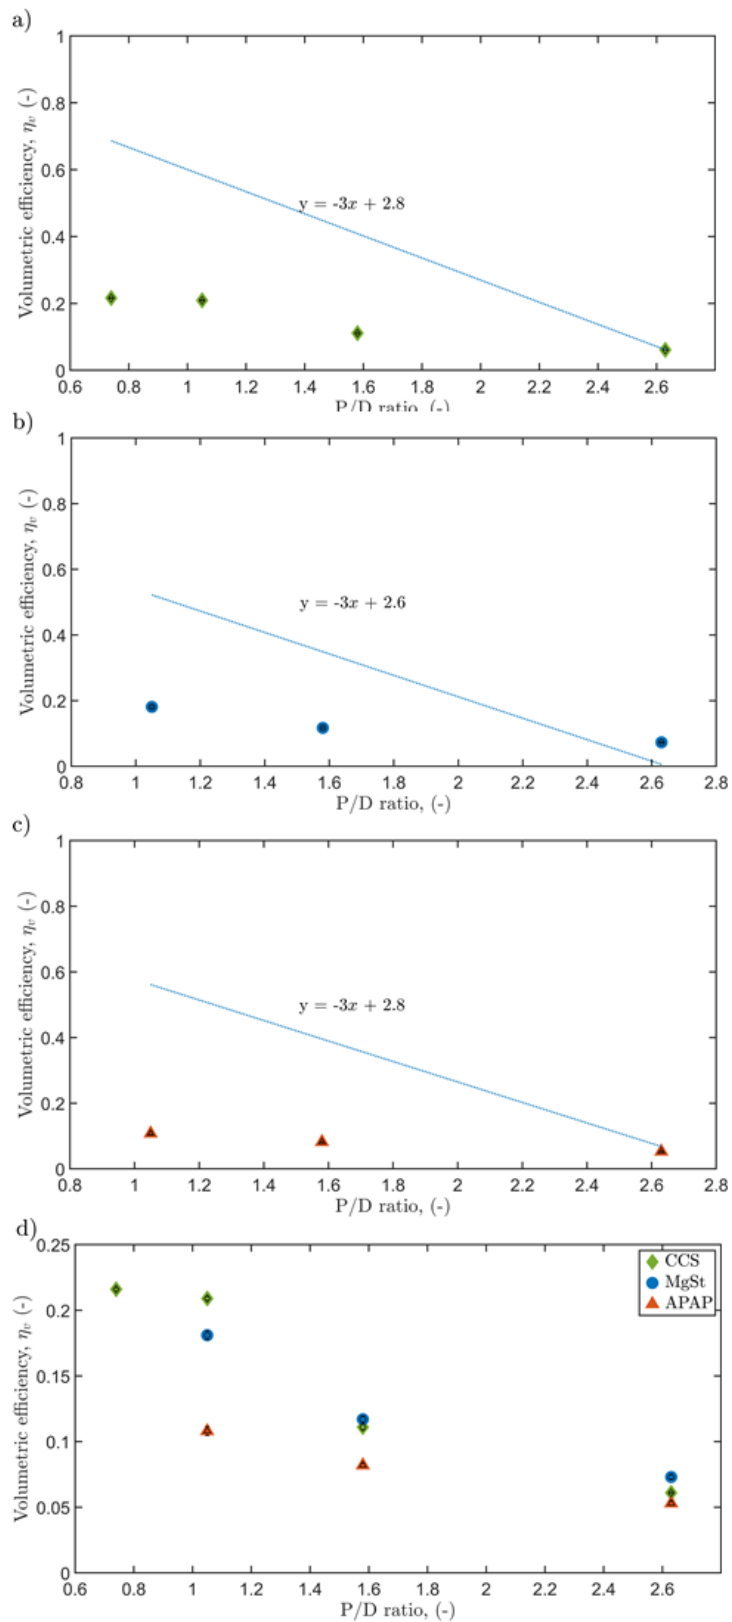 a)
1
0.8
0.6
0.4
0.2
0
Volumetric efficiency, ηᵥ (-)
y = -3x + 2.8
0.6 0.8 1 1.2 1.4 1.6 1.8 2 2.2 2.4 2.6
P/D ratio, (-)
b)
1
0.8
0.6
0.4
0.2
0
Volumetric efficiency, ηᵥ (-)
y = -3x + 2.6
0.8 1 1.2 1.4 1.6 1.8 2 2.2 2.4 2.6 2.8
P/D ratio, (-)
c)
1
0.8
0.6
0.4
0.2
0
Volumetric efficiency, ηᵥ (-)
y = -3x + 2.8
0.8 1 1.2 1.4 1.6 1.8 2 2.2 2.4 2.6 2.8
P/D ratio, (-)
d)
0.25
0.2
0.15
0.1
0.05
0
Volumetric efficiency, ηᵥ (-)
CCS
MgSt
APAP
0.6 0.8 1 1.2 1.4 1.6 1.8 2 2.2 2.4 2.6
P/D ratio, (-)